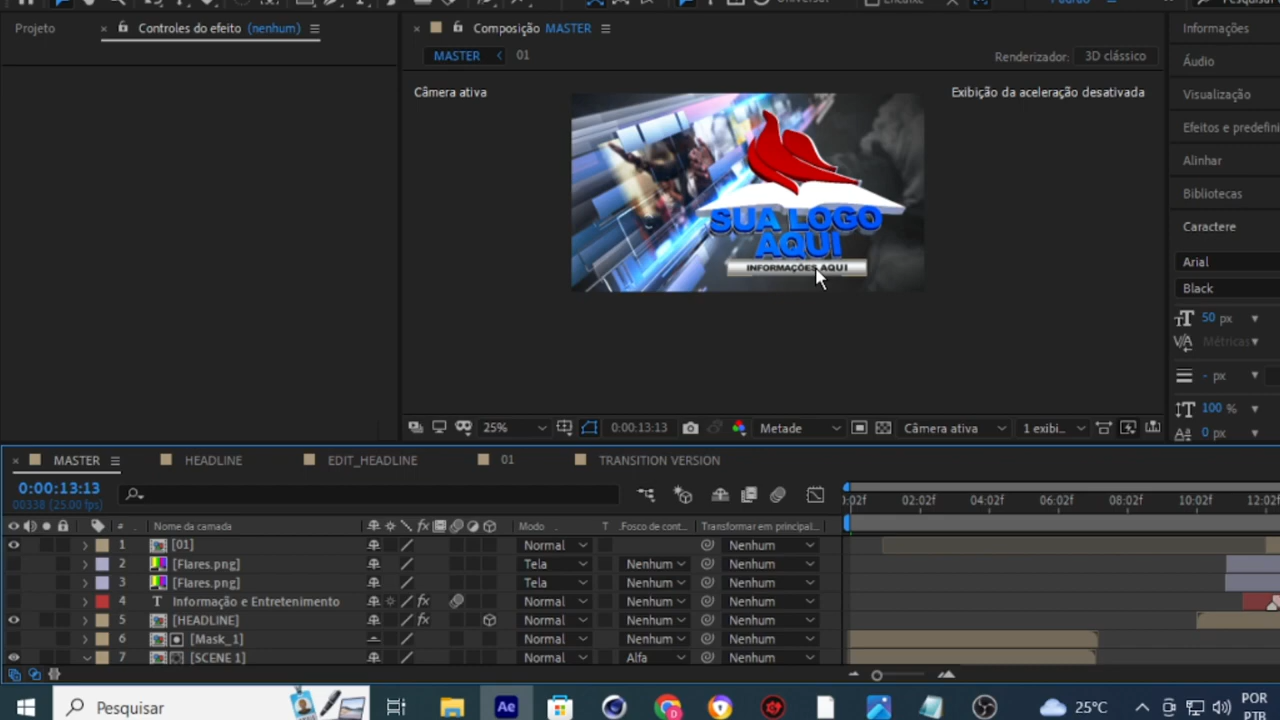 Projeto
× Controles do efeito (nenhum)
× Composição MASTER
MASTER < 01
Renderizador: 3D clássico
Câmera ativa
Exibição da aceleração desativada
SUA LOGO
AQUI
INFORMAÇÕES AQUI
25%
0:00:13:13
Metade
Câmera ativa
1 exibi...
Informações
Áudio
Visualização
Efeitos e predefini
Alinhar
Bibliotecas
Caractere
Arial
Black
50 px
Métricas
- px
100 %
0 px
× MASTER
HEADLINE
EDIT_HEADLINE
01
TRANSITION VERSION
0:00:13:13
00338 (25.00 fps)
):02f 02:02f 04:02f 06:02f 08:02f 10:02f 12:02f
# Nome da camada fx Modo T .Fosco de cont... Transformar em principal...
1 [01] Normal Nenhum
2 [Flares.png] Tela Nenhum Nenhum
3 [Flares.png] Tela Nenhum Nenhum
4 T Informação e Entretenimento fx Normal Nenhum Nenhum
5 [HEADLINE] fx Normal Nenhum Nenhum
6 [Mask_1] Normal Nenhum Nenhum
7 [SCENE 1] Normal Alfa Nenhum
Pesquisar
Ae
25°C
POR